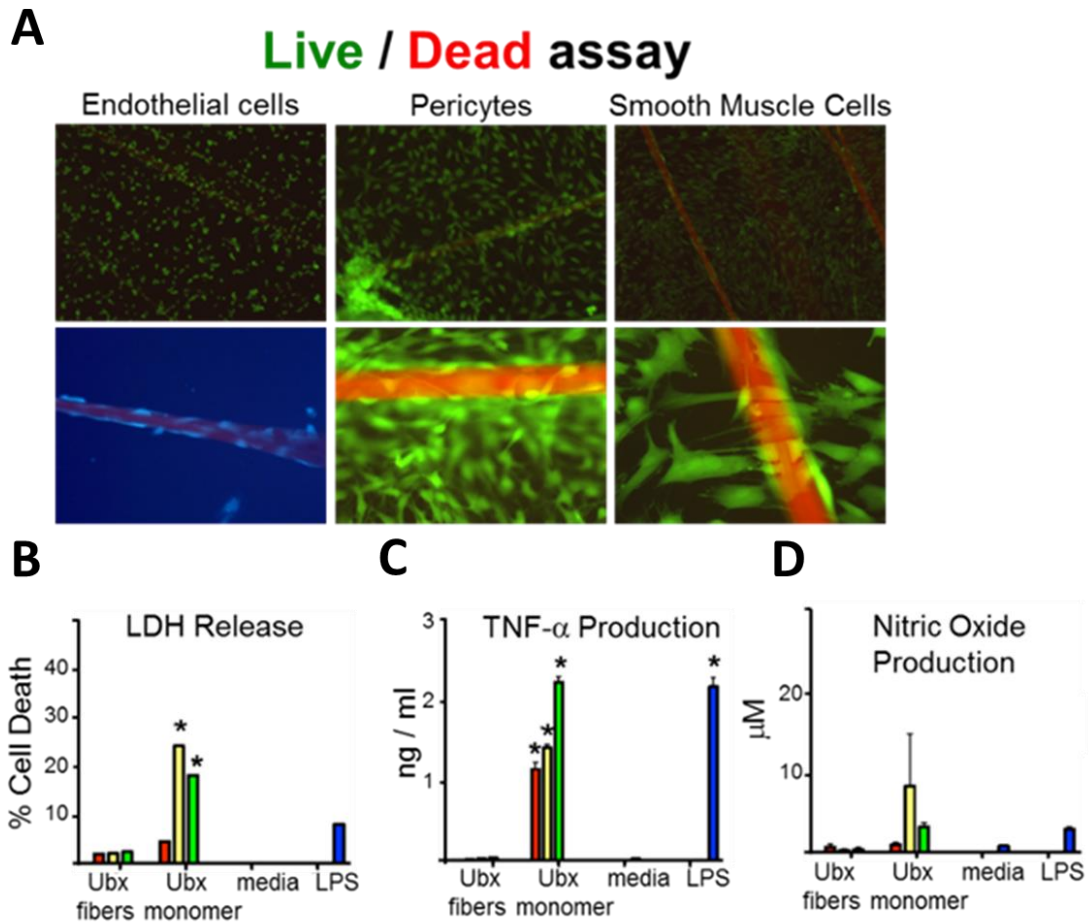 A
Live / Dead assay
Endothelial cells
Pericytes
Smooth Muscle Cells
B
LDH Release
% Cell Death
40
30
20
10
*
*
Ubx fibers
Ubx monomer
media
LPS
C
TNF-α Production
ng / ml
3
2
1
*
*
*
*
Ubx fibers
Ubx monomer
media
LPS
D
Nitric Oxide
Production
μM
20
10
Ubx fibers
Ubx monomer
media
LPS